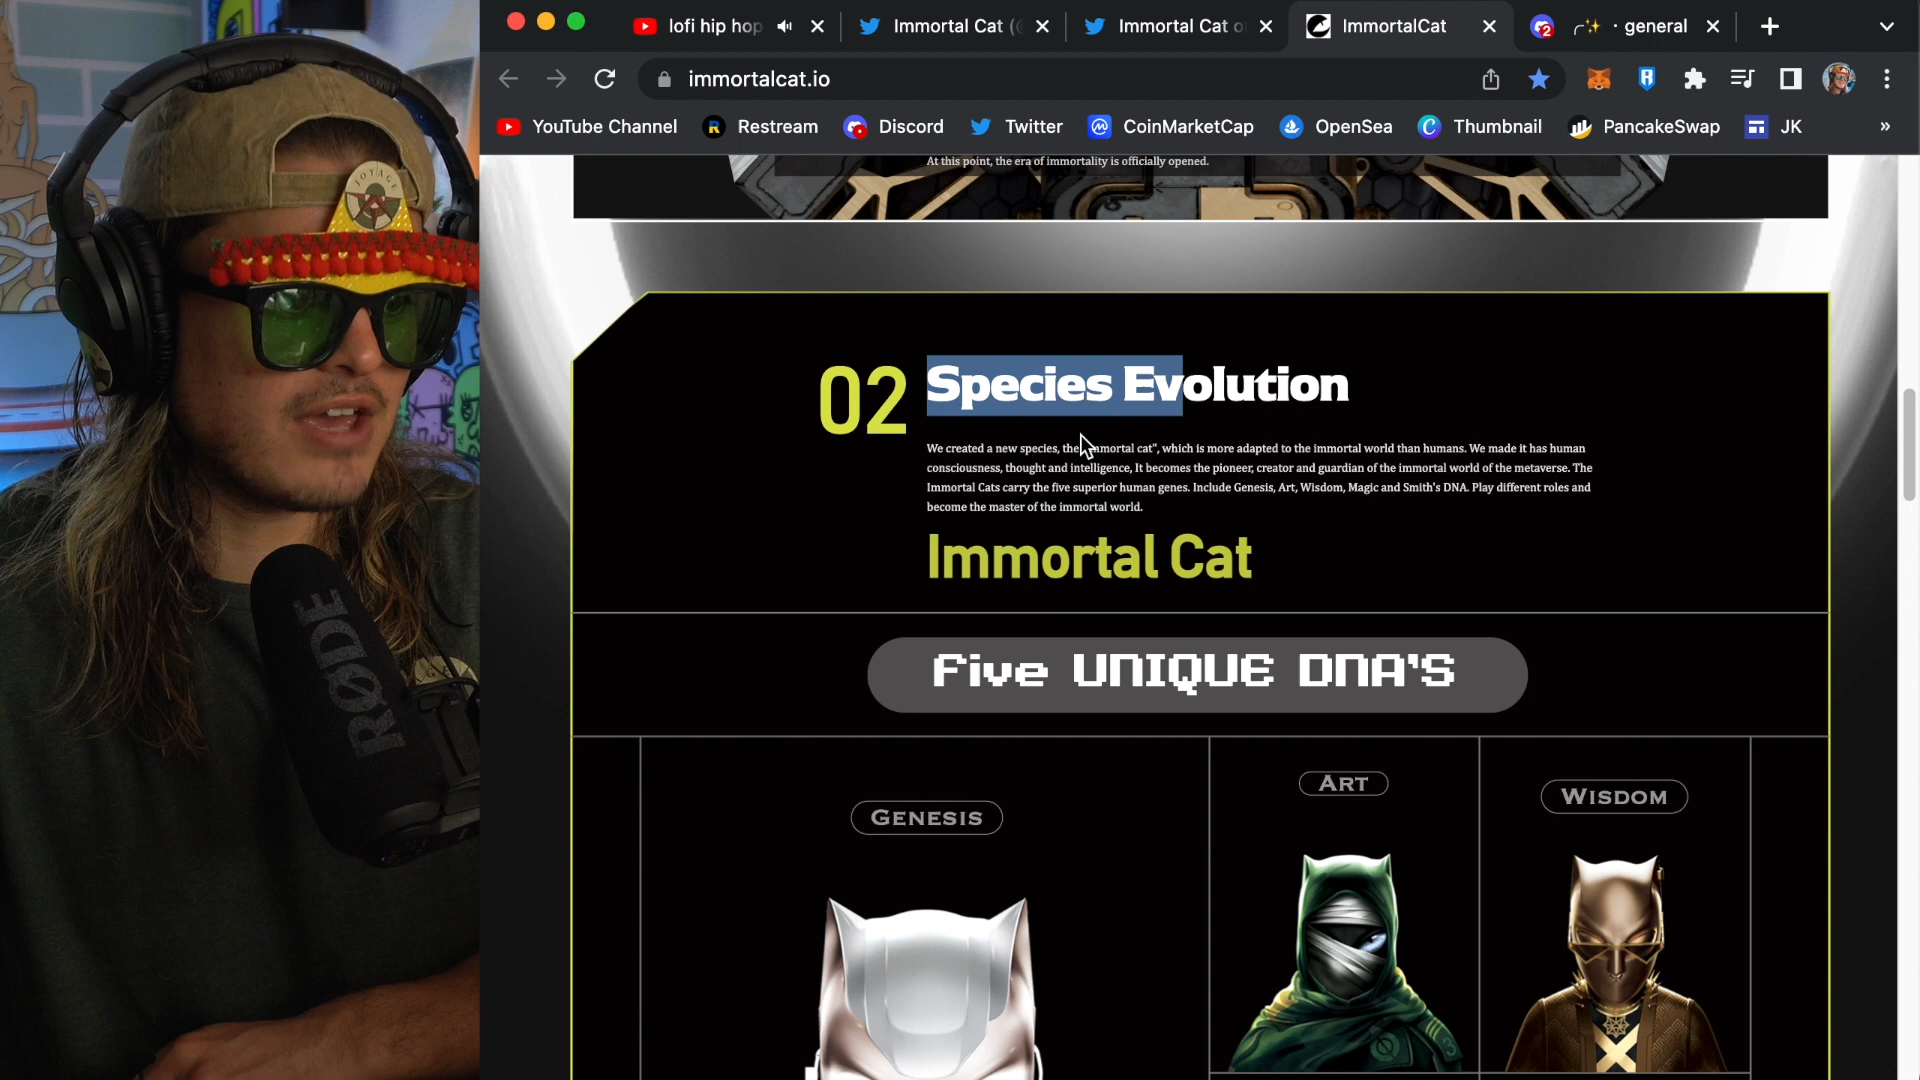 lofi hip hop
Immortal Cat (
Immortal Cat o
ImmortalCat
2
· general
immortalcat.io
YouTube Channel
Restream
Discord
Twitter
CoinMarketCap
OpenSea
Thumbnail
PancakeSwap
JK
»
At this point, the era of immortality is officially opened.
02
Species Evolution
We created a new species, the "immortal cat", which is more adapted to the immortal world than humans. We made it has human
consciousness, thought and intelligence, It becomes the pioneer, creator and guardian of the immortal world of the metaverse. The
Immortal Cats carry the five superior human genes. Include Genesis, Art, Wisdom, Magic and Smith's DNA. Play different roles and
become the master of the immortal world.
Immortal Cat
Five UNIQUE DNA'S
GENESIS
ART
WISDOM
JOYAGE
RØDE